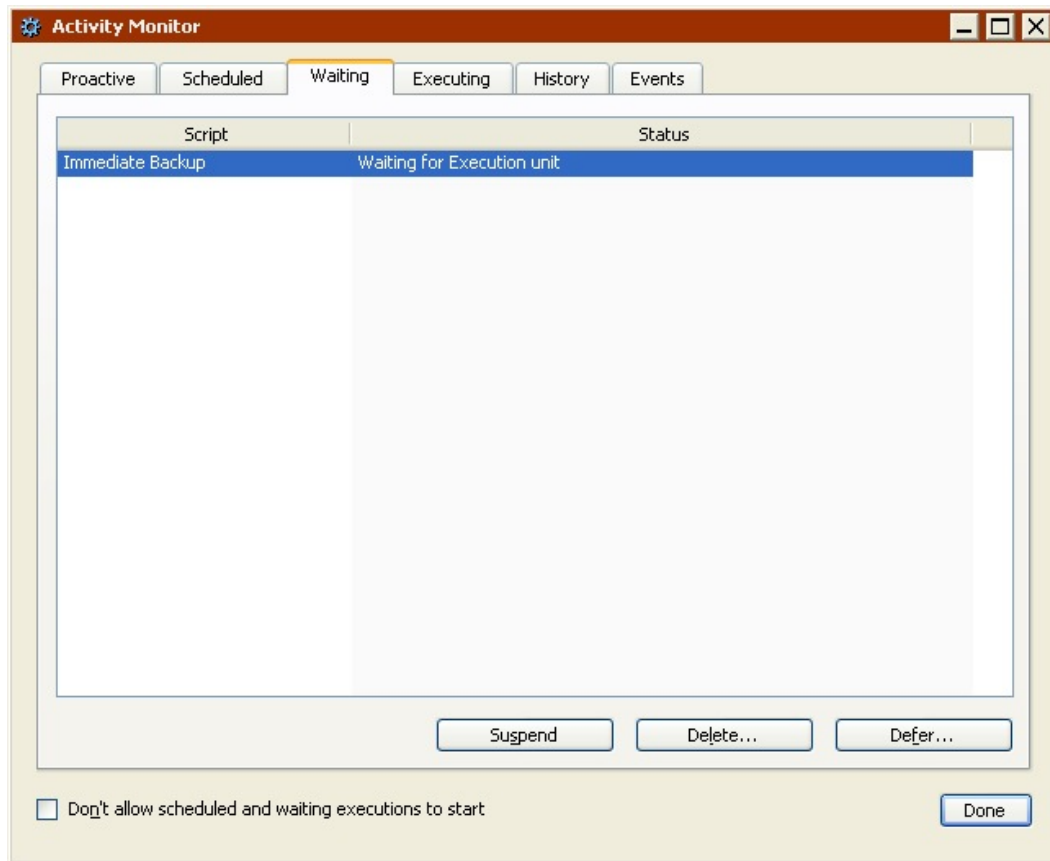 Activity Monitor
Proactive Scheduled Waiting Executing History Events
Script Status
Immediate Backup Waiting for Execution unit
Suspend Delete... Defer...
Don't allow scheduled and waiting executions to start Done